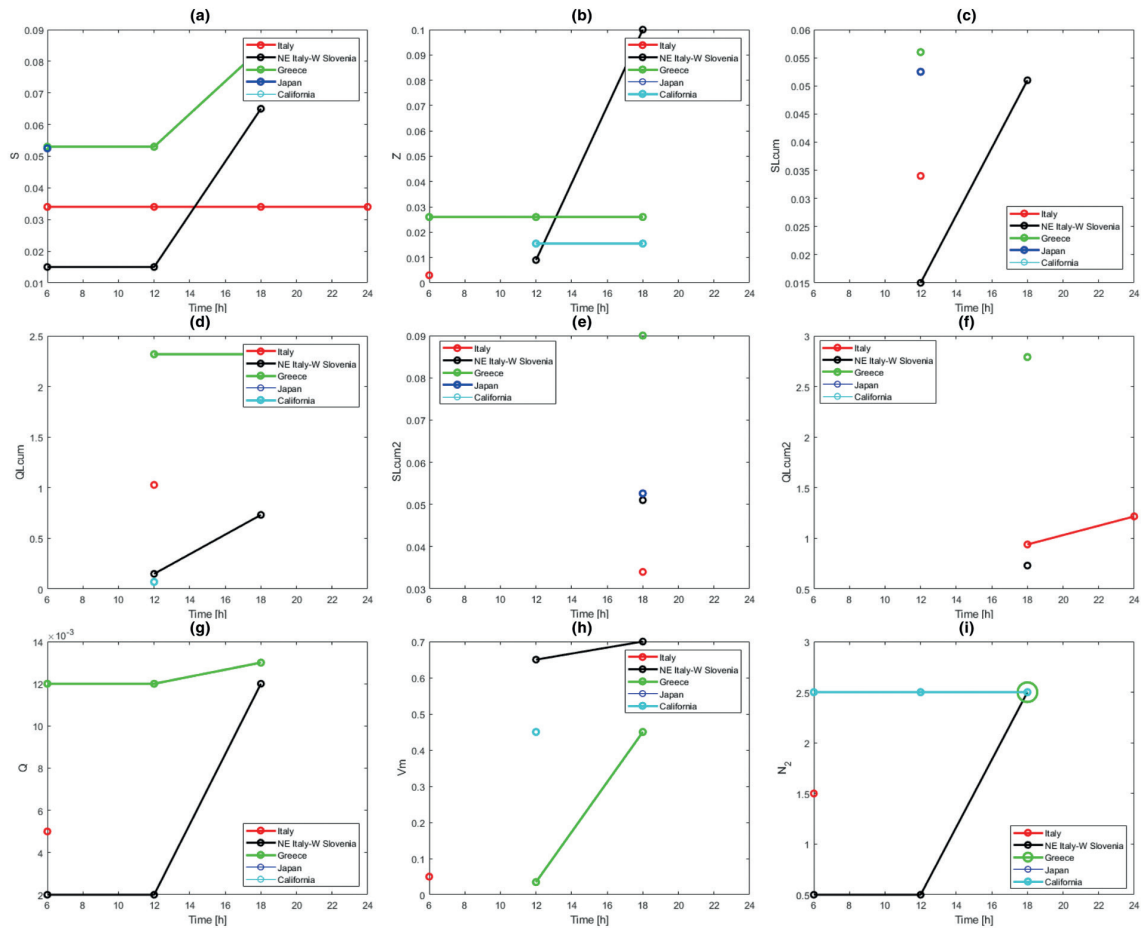 (a)
0.09
0.08
0.07
0.06
0.05
0.04
0.03
0.02
0.01
S
6 8 10 12 14 16 18 20 22 24
Time [h]
Italy
NE Italy-W Slovenia
Greece
Japan
California
(b)
0.1
0.09
0.08
0.07
0.06
0.05
0.04
0.03
0.02
0.01
0
Z
6 8 10 12 14 16 18 20 22 24
Time [h]
Italy
NE Italy-W Slovenia
Greece
Japan
California
(c)
0.06
0.055
0.05
0.045
0.04
0.035
0.03
0.025
0.02
0.015
SLcum
6 8 10 12 14 16 18 20 22 24
Time [h]
Italy
NE Italy-W Slovenia
Greece
Japan
California
(d)
2.5
2
1.5
1
0.5
0
QLcum
6 8 10 12 14 16 18 20 22 24
Time [h]
Italy
NE Italy-W Slovenia
Greece
Japan
California
(e)
0.09
0.08
0.07
0.06
0.05
0.04
0.03
SLcum2
6 8 10 12 14 16 18 20 22 24
Time [h]
Italy
NE Italy-W Slovenia
Greece
Japan
California
(f)
3
2.5
2
1.5
1
0.5
QLcum2
6 8 10 12 14 16 18 20 22 24
Time [h]
Italy
NE Italy-W Slovenia
Greece
Japan
California
(g)
× 10⁻³
14
12
10
8
6
4
2
Q
6 8 10 12 14 16 18 20 22 24
Time [h]
Italy
NE Italy-W Slovenia
Greece
Japan
California
(h)
0.7
0.6
0.5
0.4
0.3
0.2
0.1
0
Vm
6 8 10 12 14 16 18 20 22 24
Time [h]
Italy
NE Italy-W Slovenia
Greece
Japan
California
(i)
3
2.5
2
1.5
1
0.5
N₂
6 8 10 12 14 16 18 20 22 24
Time [h]
Italy
NE Italy-W Slovenia
Greece
Japan
California